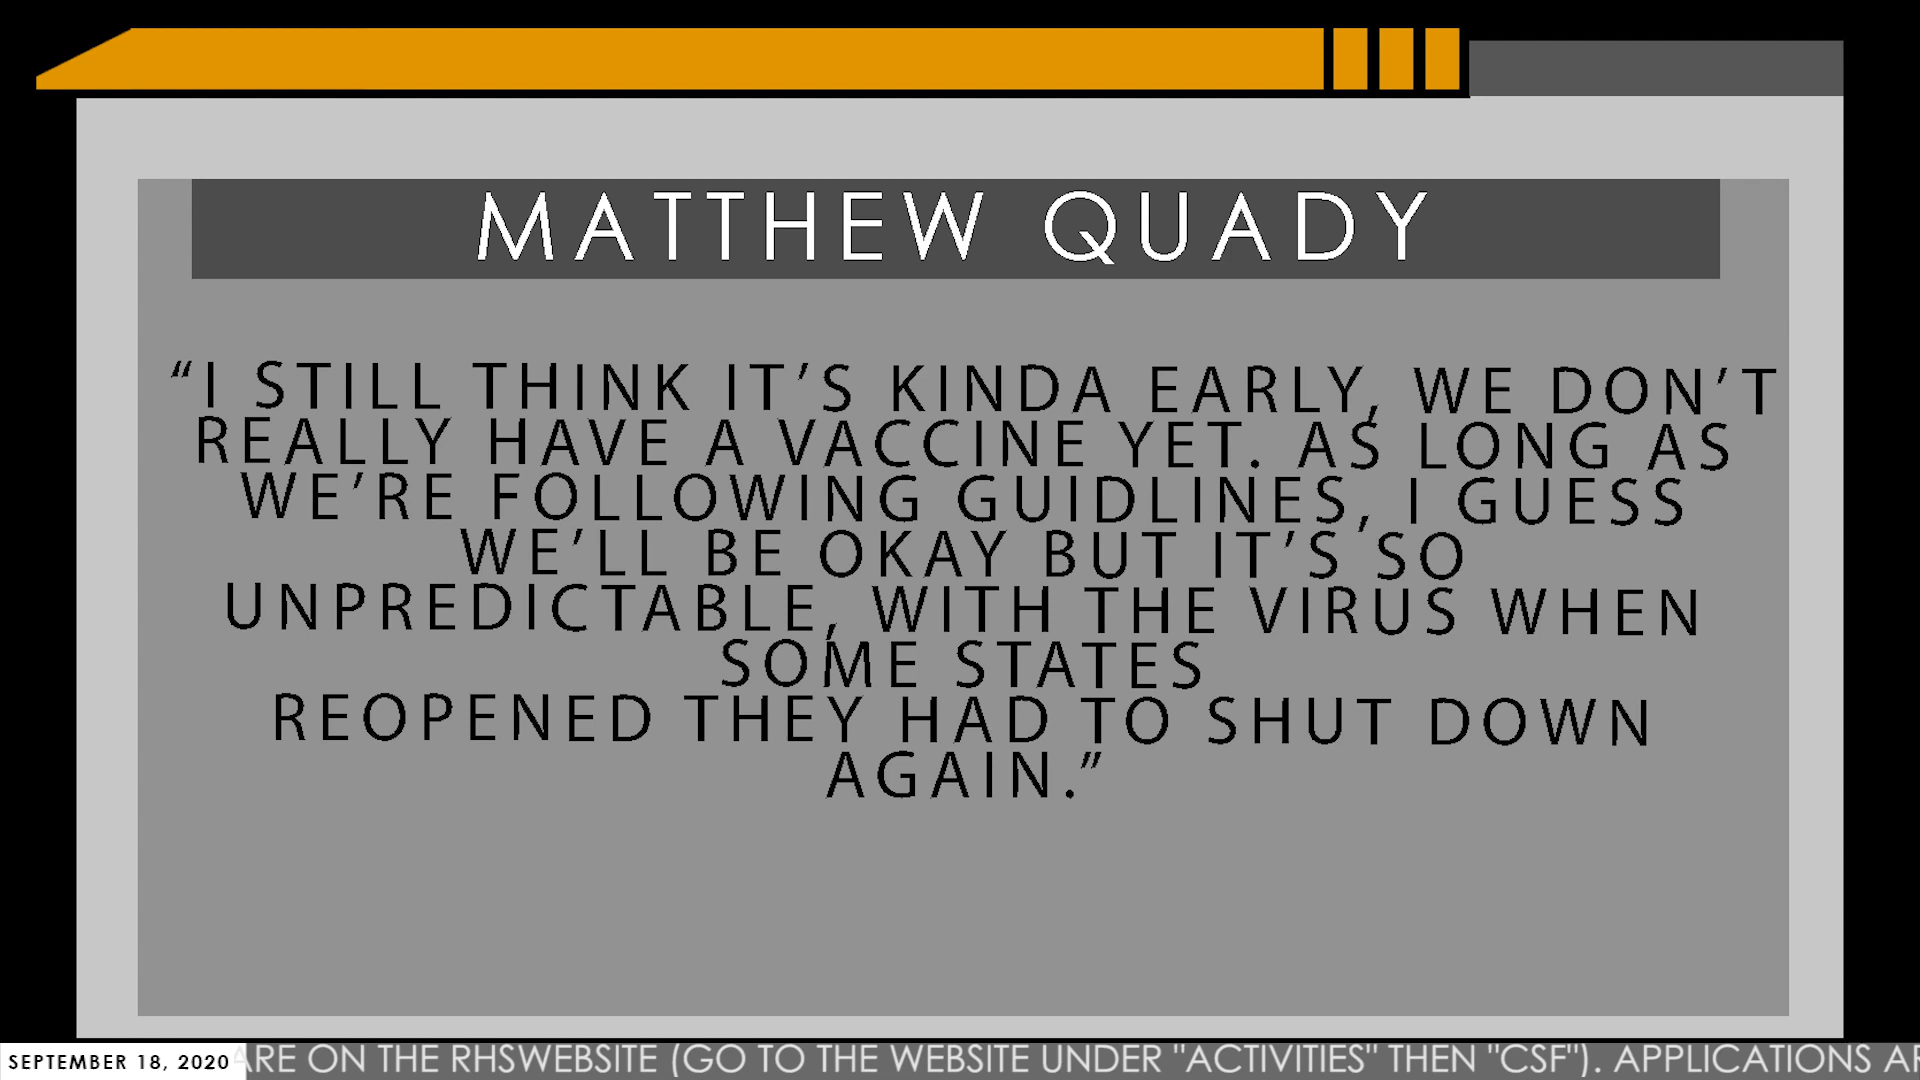 MATTHEW QUADY
“I STILL THINK IT’S KINDA EARLY, WE DON’T
REALLY HAVE A VACCINE YET. AS LONG AS
WE’RE FOLLOWING GUIDLINES, I GUESS
WE’LL BE OKAY BUT IT’S SO
UNPREDICTABLE, WITH THE VIRUS WHEN
SOME STATES
REOPENED THEY HAD TO SHUT DOWN
AGAIN.”
SEPTEMBER 18, 2020 ARE ON THE RHSWEBSITE (GO TO THE WEBSITE UNDER "ACTIVITIES" THEN "CSF"). APPLICATIONS